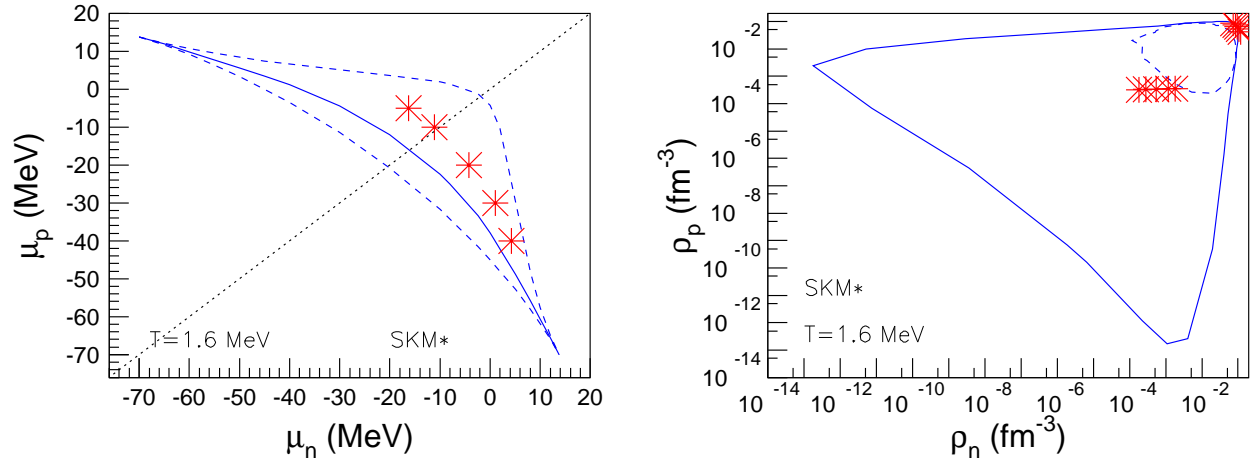 20
10
0
-10
-20
-30
-40
-50
-60
-70
μp (MeV)
T=1.6 MeV
SKM*
-70 -60 -50 -40 -30 -20 -10 0 10 20
μn (MeV)
10-2
10-4
10-6
10-8
10-10
10-12
10-14
ρp (fm-3)
SKM*
T=1.6 MeV
10-14 10-12 10-10 10-8 10-6 10-4 10-2
ρn (fm-3)